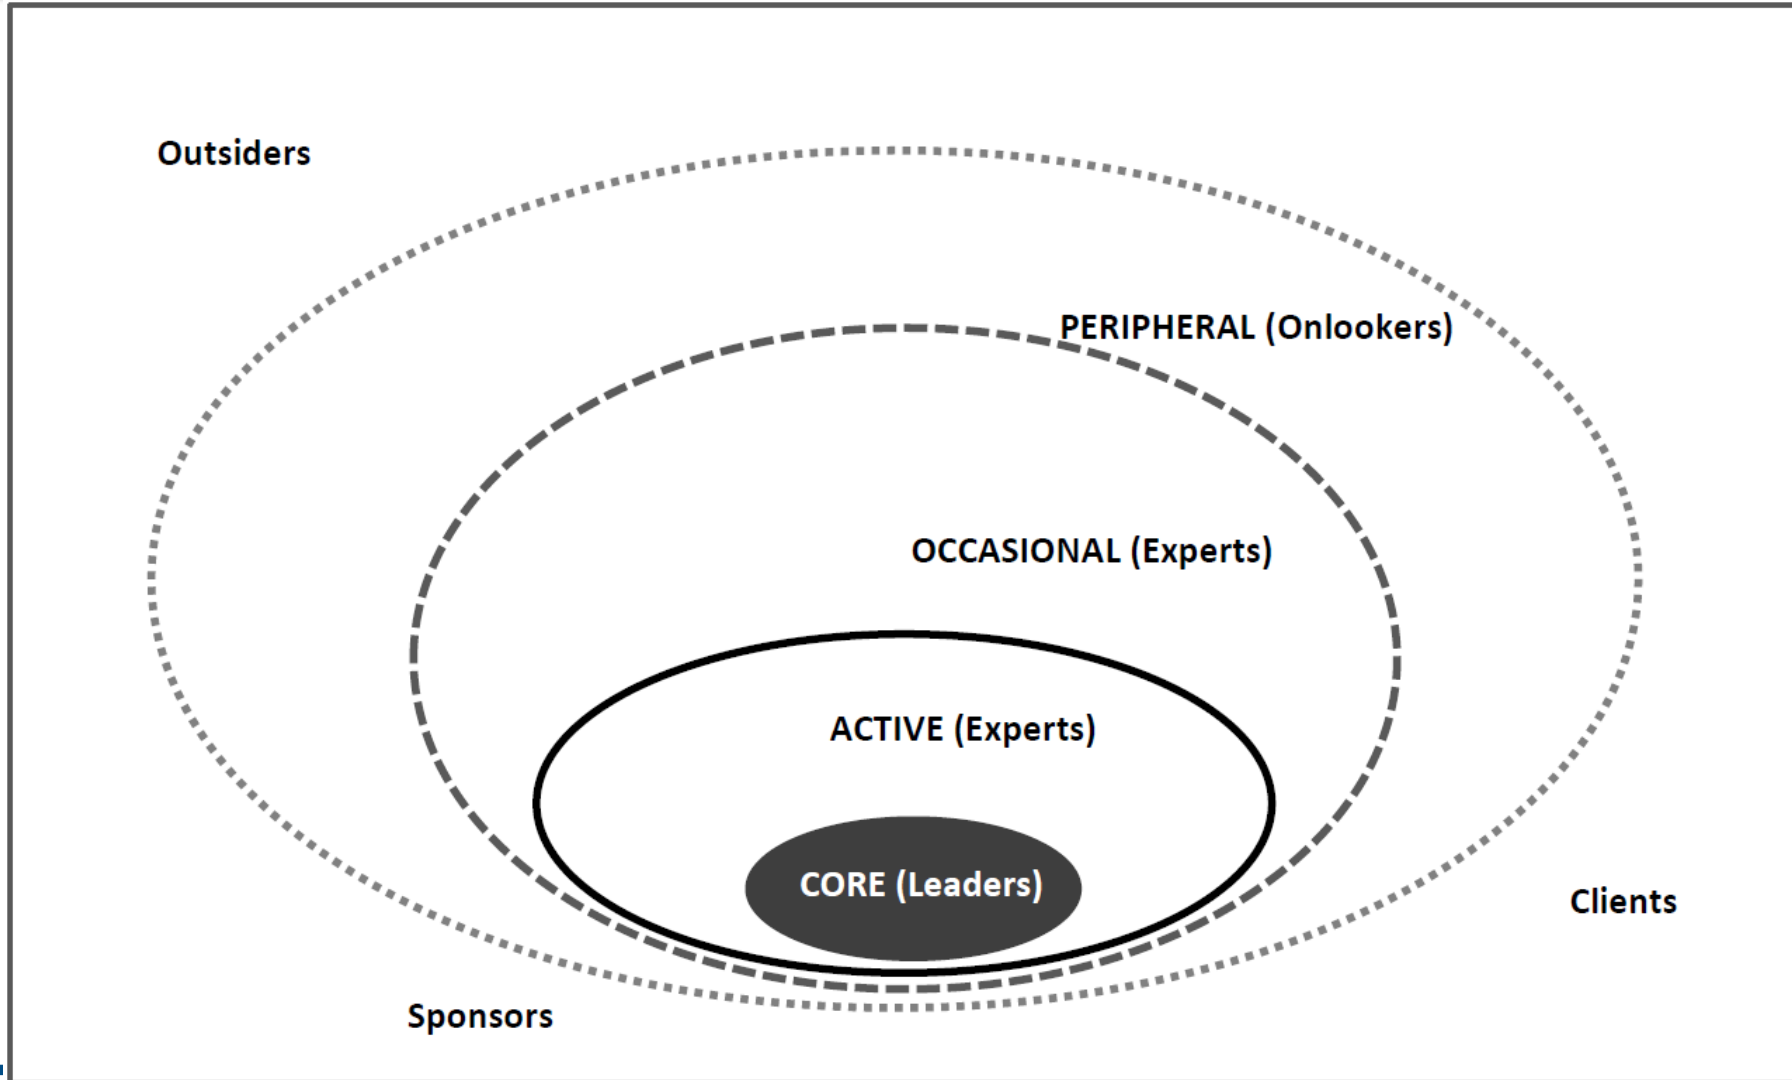 Outsiders
PERIPHERAL (Onlookers)
OCCASIONAL (Experts)
ACTIVE (Experts)
CORE (Leaders)
Clients
Sponsors